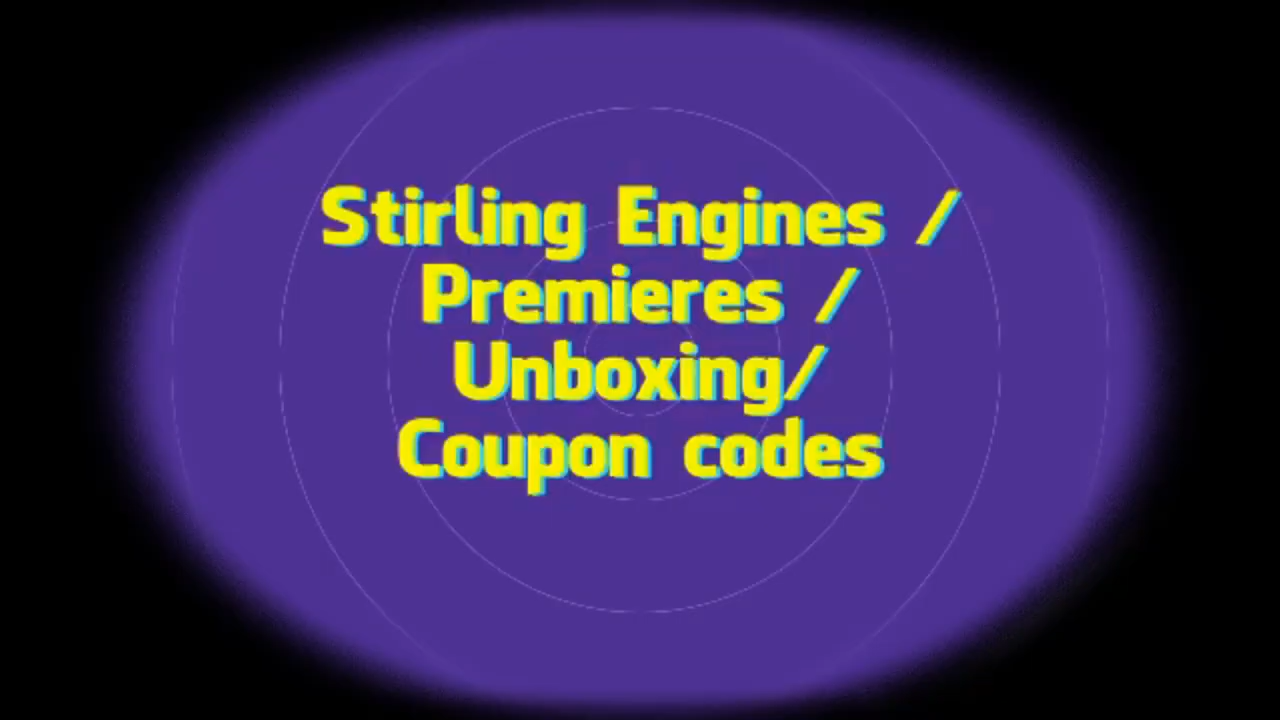 Stirling Engines /
Premieres /
Unboxing/
Coupon codes